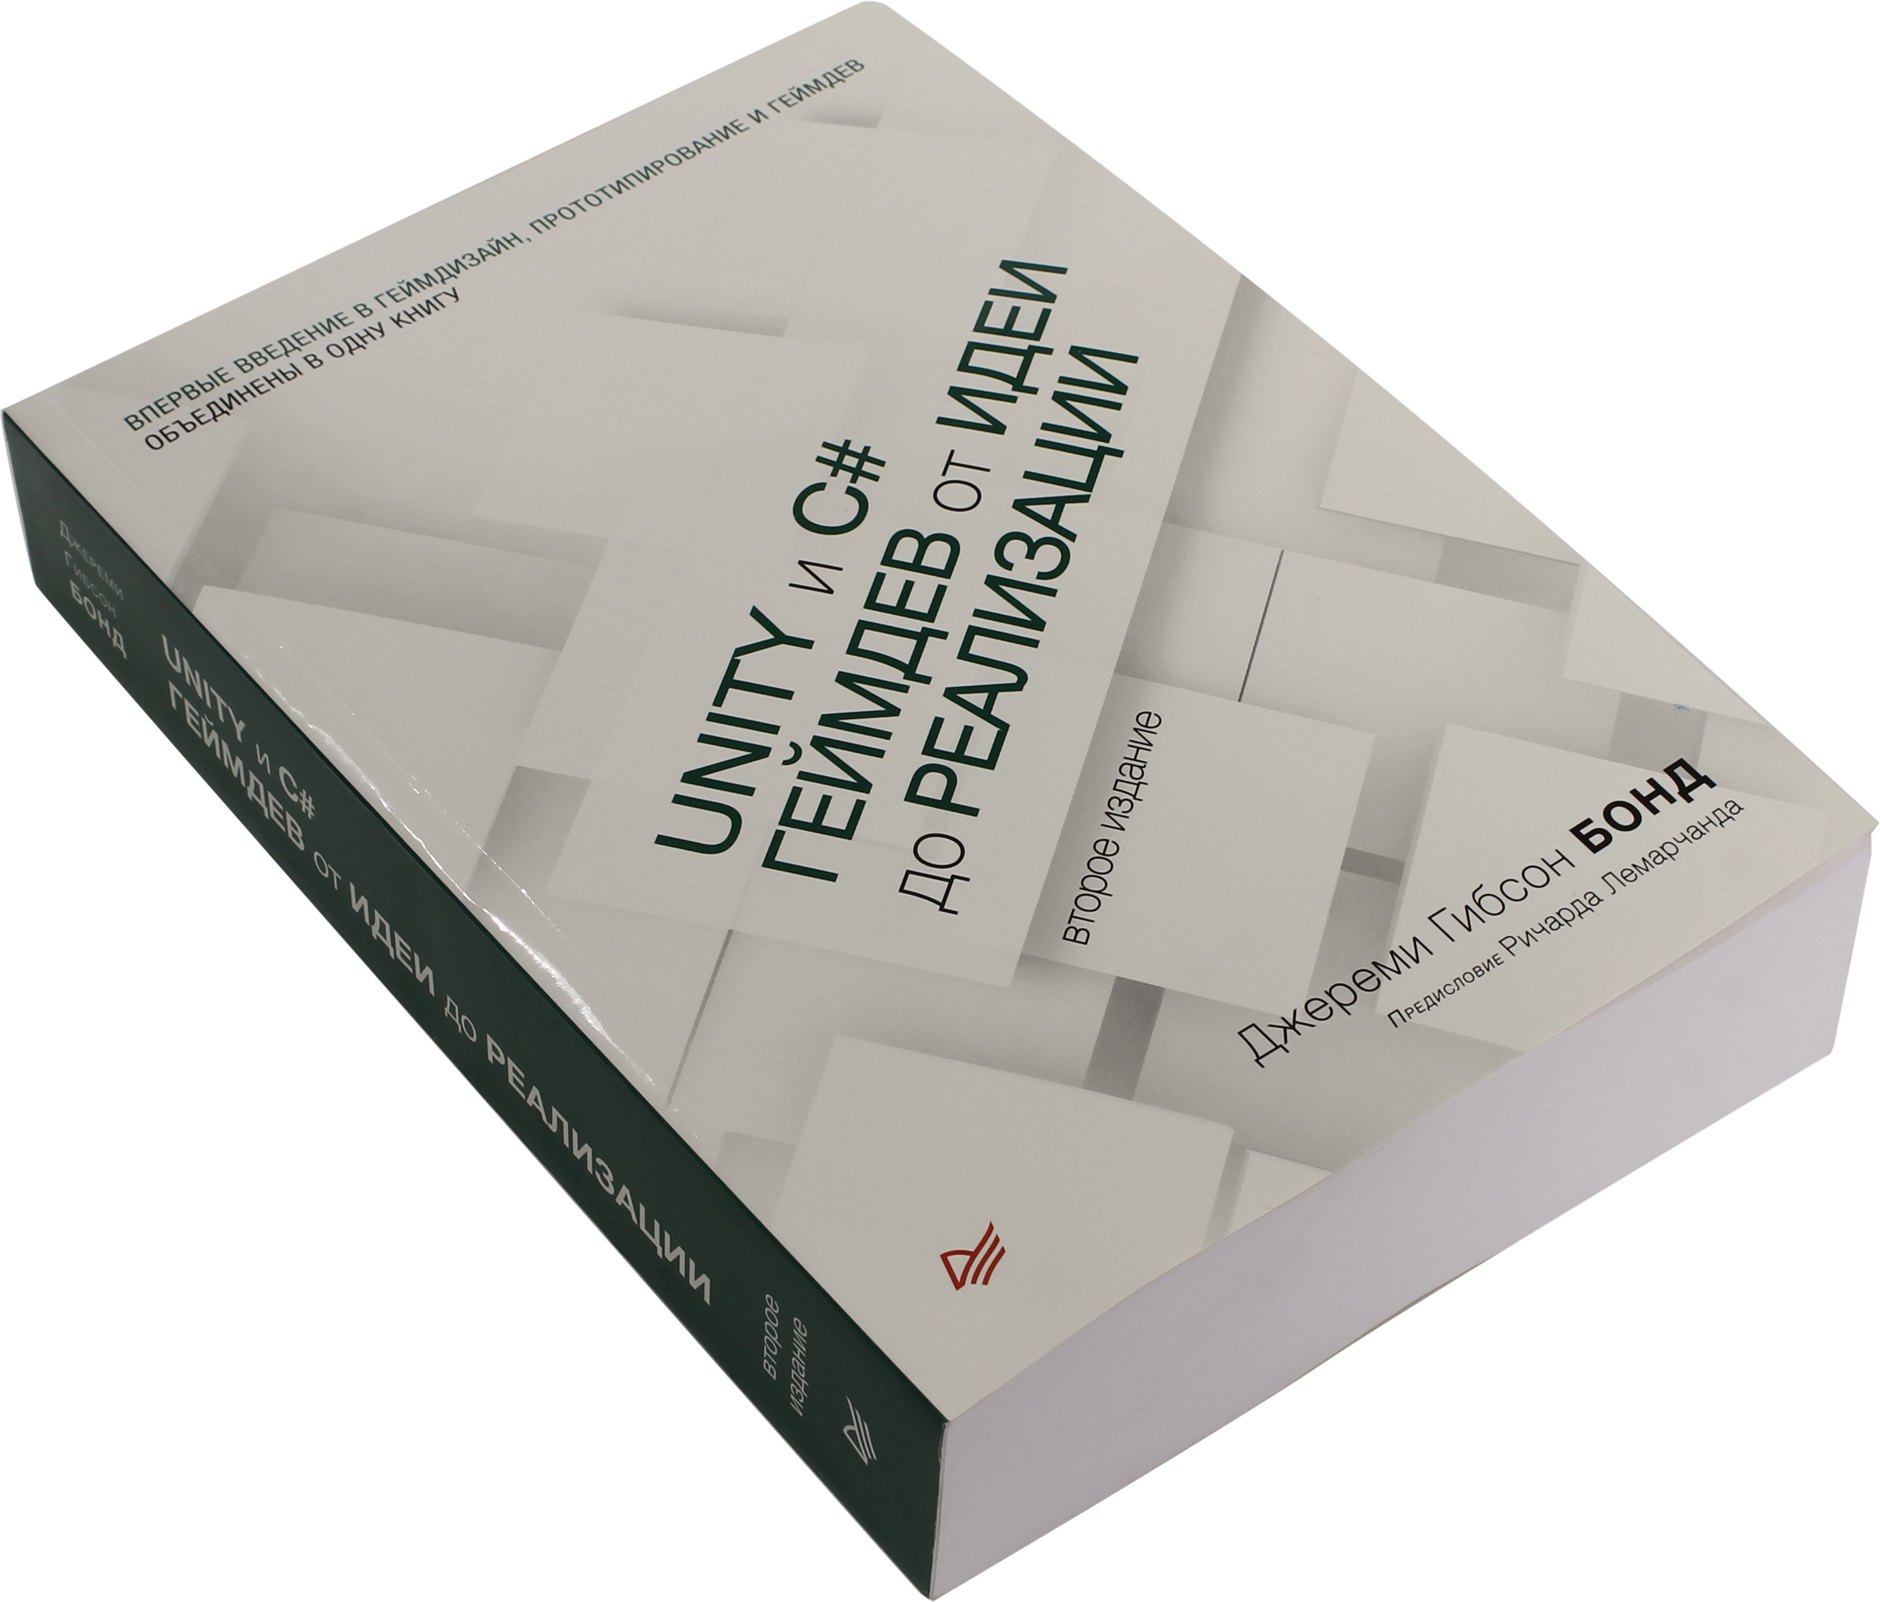 ВПЕРВЫЕ ВВЕДЕНИЕ В ГЕЙМДИЗАЙН, ПРОТОТИПИРОВАНИЕ И ГЕЙМДЕВ
ОБЪЕДИНЕНЫ В ОДНУ КНИГУ
UNITY И C#
ГЕЙМДЕВ ОТ ИДЕИ
ДО РЕАЛИЗАЦИИ
второе издание
Джереми Гибсон БОНД
Предисловие Ричарда Лемарчанда
Джереми
Гибсон
БОНД
UNITY И C#
ГЕЙМДЕВ ОТ ИДЕИ ДО РЕАЛИЗАЦИИ
второе
издание